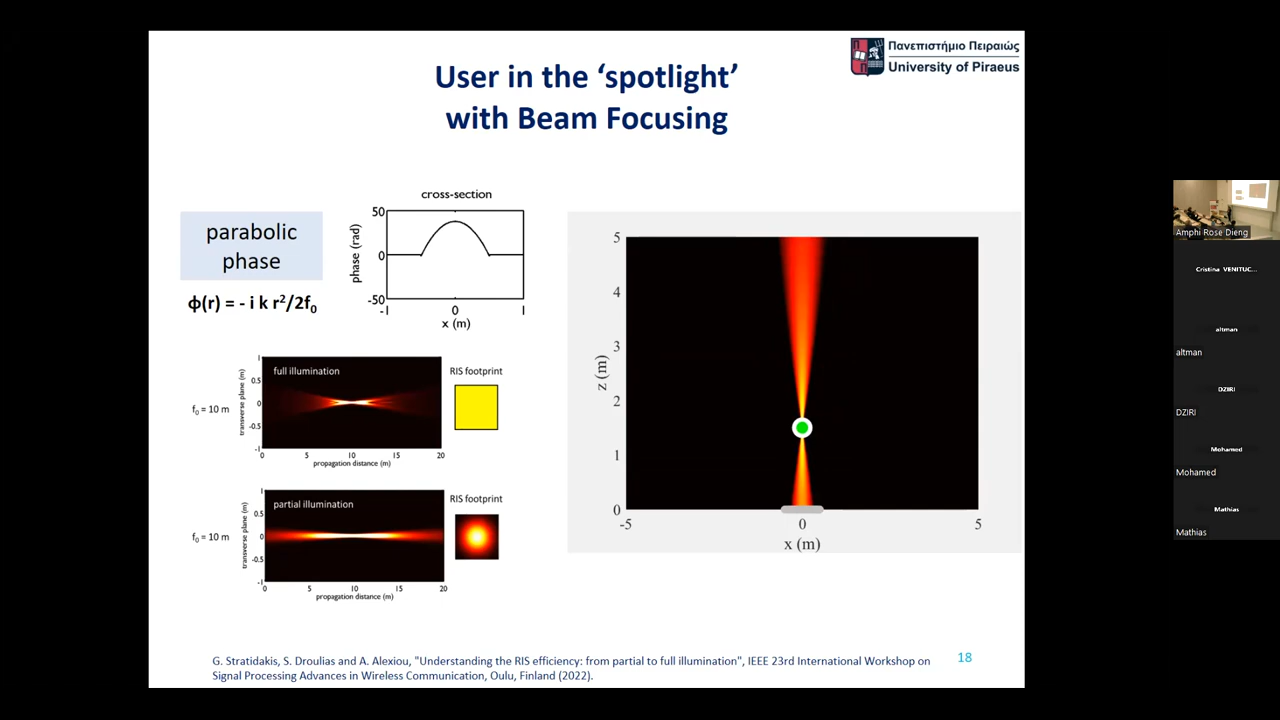 User in the ‘spotlight’
with Beam Focusing
Πανεπιστήμιο Πειραιώς
University of Piraeus
parabolic
phase
ϕ(r) = - i k r²/2f₀
cross-section
50
0
-50
phase (rad)
-1
0
1
x (m)
full illumination
f₀ = 10 m
transverse plane (m)
1
0.5
0
-0.5
-1
0
5
10
15
20
propagation distance (m)
RIS footprint
partial illumination
f₀ = 10 m
transverse plane (m)
1
0.5
0
-0.5
-1
0
5
10
15
20
propagation distance (m)
RIS footprint
5
4
3
2
1
0
z (m)
-5
0
5
x (m)
G. Stratidakis, S. Droulias and A. Alexiou, "Understanding the RIS efficiency: from partial to full illumination", IEEE 23rd International Workshop on
Signal Processing Advances in Wireless Communication, Oulu, Finland (2022).
18
Amphi Rose Dieng
Cristina VENITUC...
altman
altman
DZIRI
DZIRI
Mohamed
Mohamed
Mathias
Mathias